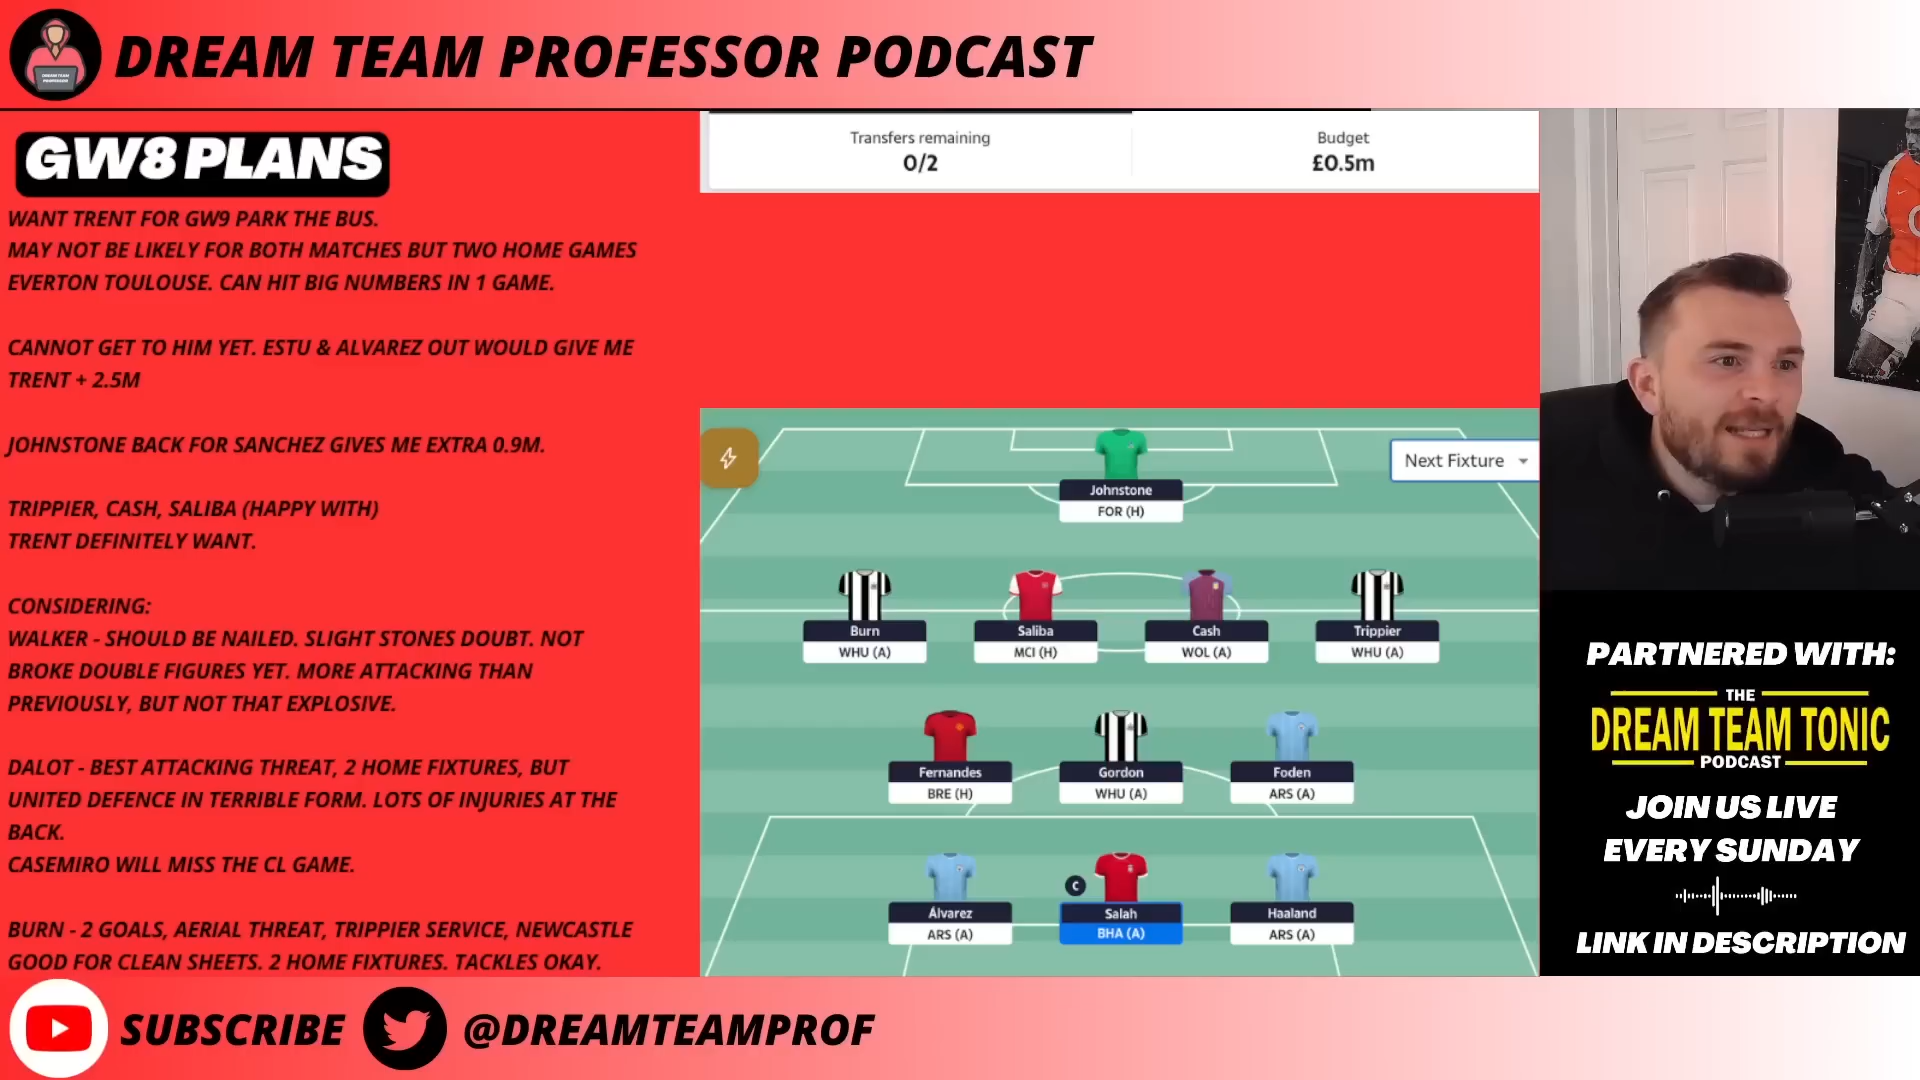 DREAM TEAM PROFESSOR PODCAST
DREAM TEAM
PROFESSOR
GW8 PLANS
WANT TRENT FOR GW9 PARK THE BUS.
MAY NOT BE LIKELY FOR BOTH MATCHES BUT TWO HOME GAMES
EVERTON TOULOUSE. CAN HIT BIG NUMBERS IN 1 GAME.
CANNOT GET TO HIM YET. ESTU & ALVAREZ OUT WOULD GIVE ME
TRENT + 2.5M
JOHNSTONE BACK FOR SANCHEZ GIVES ME EXTRA 0.9M.
TRIPPIER, CASH, SALIBA (HAPPY WITH)
TRENT DEFINITELY WANT.
CONSIDERING:
WALKER - SHOULD BE NAILED. SLIGHT STONES DOUBT. NOT
BROKE DOUBLE FIGURES YET. MORE ATTACKING THAN
PREVIOUSLY, BUT NOT THAT EXPLOSIVE.
DALOT - BEST ATTACKING THREAT, 2 HOME FIXTURES, BUT
UNITED DEFENCE IN TERRIBLE FORM. LOTS OF INJURIES AT THE
BACK.
CASEMIRO WILL MISS THE CL GAME.
BURN - 2 GOALS, AERIAL THREAT, TRIPPIER SERVICE, NEWCASTLE
GOOD FOR CLEAN SHEETS. 2 HOME FIXTURES. TACKLES OKAY.
Transfers remaining
0/2
Budget
£0.5m
Next Fixture
Johnstone
FOR (H)
Burn
WHU (A)
Saliba
MCI (H)
Cash
WOL (A)
Trippier
WHU (A)
Fernandes
BRE (H)
Gordon
WHU (A)
Foden
ARS (A)
Álvarez
ARS (A)
C
Salah
BHA (A)
Haaland
ARS (A)
PARTNERED WITH:
THE
DREAM TEAM TONIC
PODCAST
JOIN US LIVE
EVERY SUNDAY
LINK IN DESCRIPTION
SUBSCRIBE
@DREAMTEAMPROF